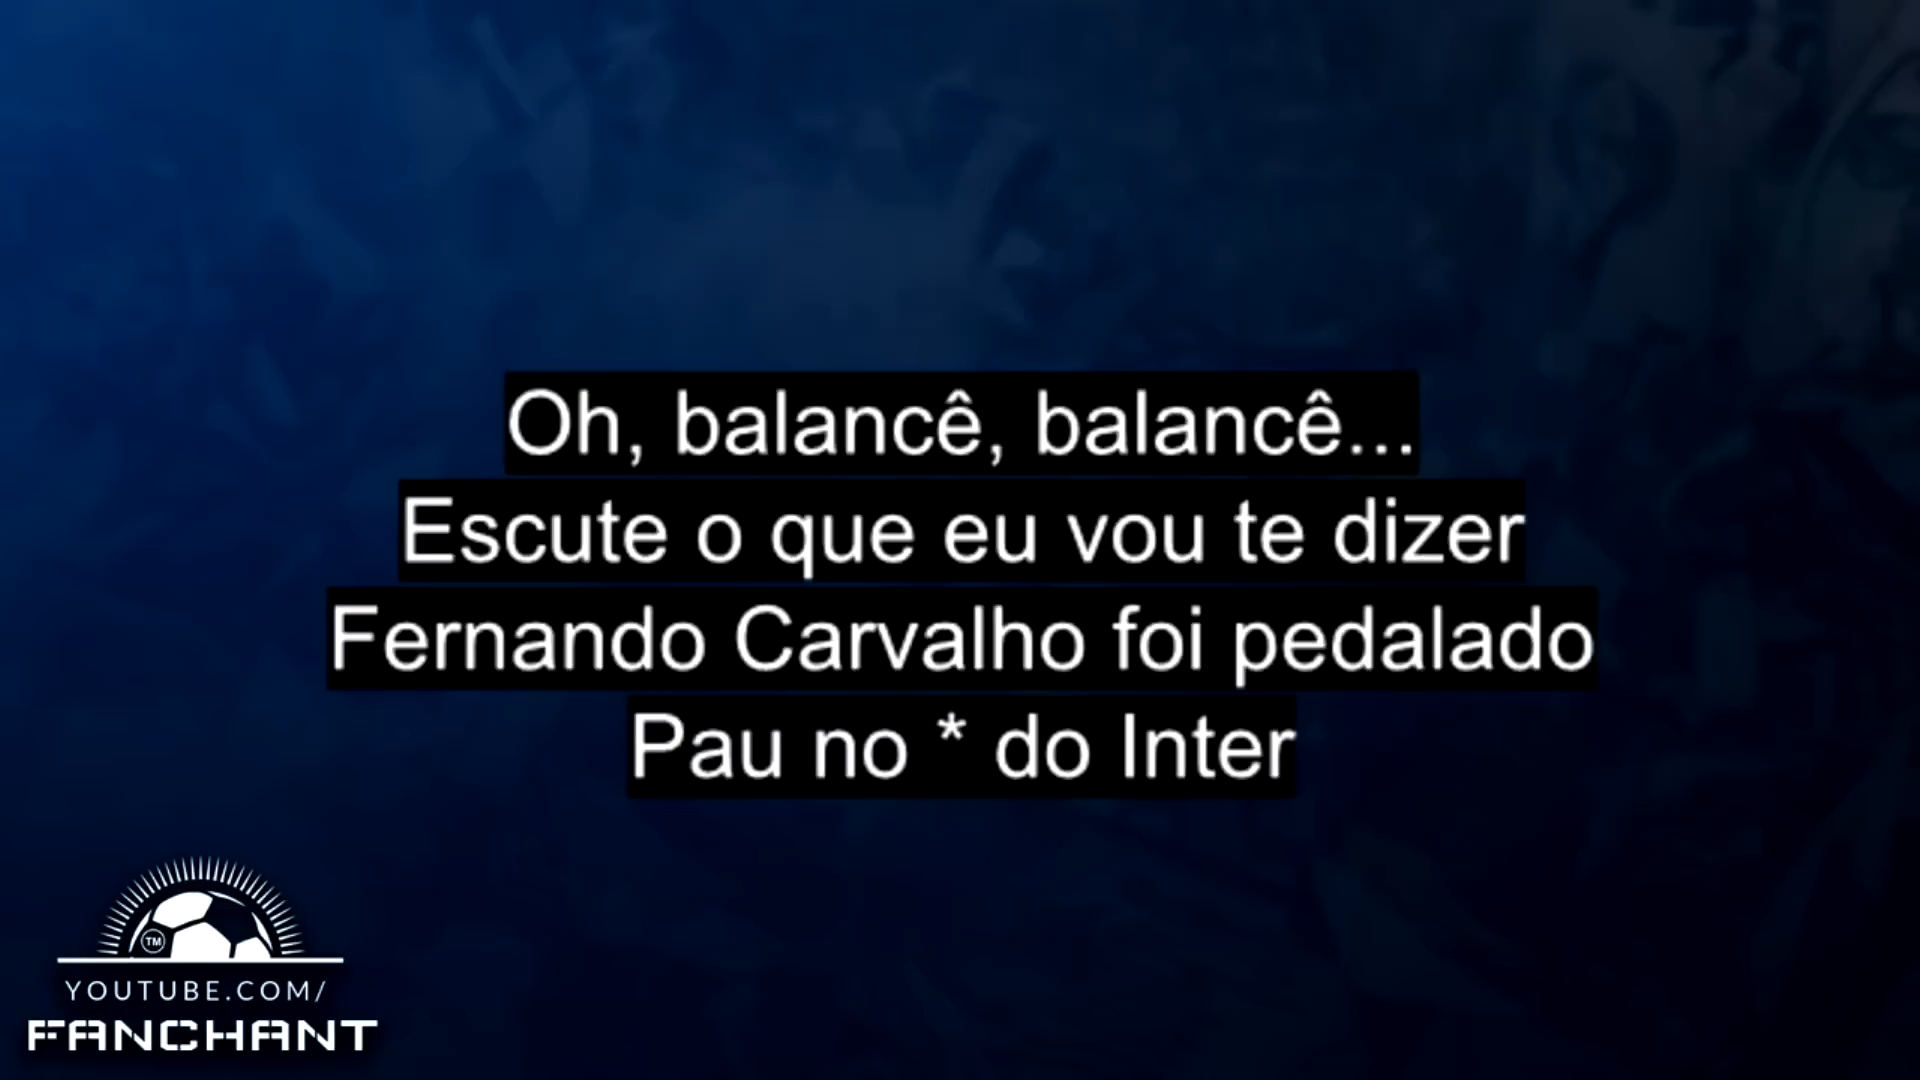 Oh, balancê, balancê...
Escute o que eu vou te dizer
Fernando Carvalho foi pedalado
Pau no * do Inter
TM
YOUTUBE.COM/
FANCHANT